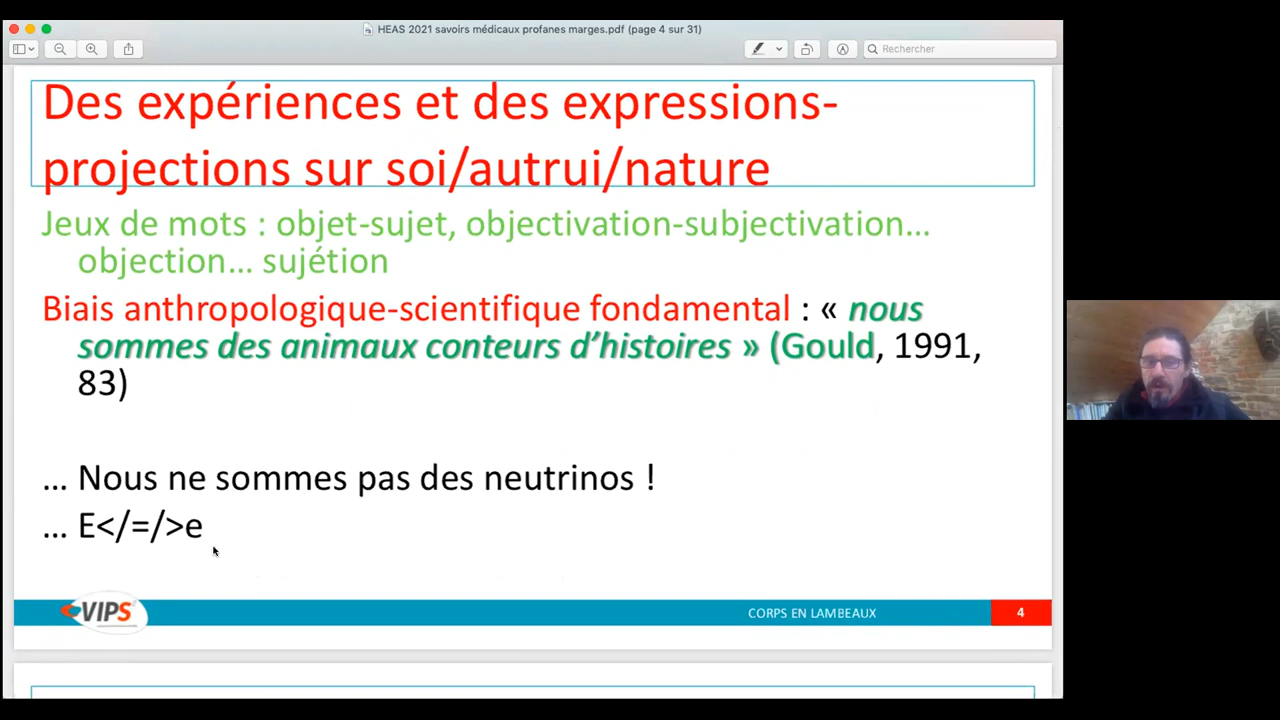 HEAS 2021 savoirs médicaux profanes marges.pdf (page 4 sur 31)
Rechercher
Des expériences et des expressions-
projections sur soi/autrui/nature
Jeux de mots : objet-sujet, objectivation-subjectivation…
objection… sujétion
Biais anthropologique-scientifique fondamental : « nous
sommes des animaux conteurs d’histoires » (Gould, 1991,
83)
… Nous ne sommes pas des neutrinos !
… E</=/>e
VIPS
CORPS EN LAMBEAUX
4